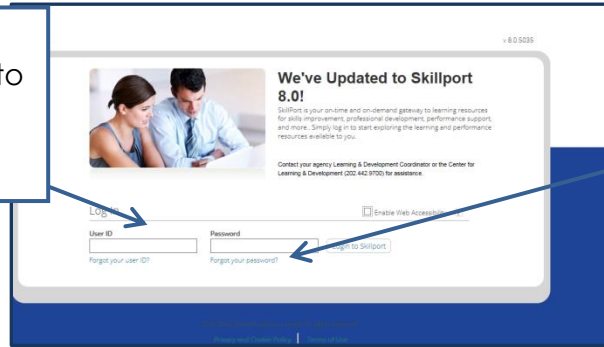 to
v 8.0.5035
We've Updated to Skillport
8.0!
SkillPort is your on-time and on-demand gateway to learning resources
for skills improvement, professional development, performance support,
and more. Simply log in to start exploring the learning and performance
resources available to you.
Contact your agency Learning & Development Coordinator or the Center for
Learning & Development (202.442.9700) for assistance.
Log In
Enable Web Accessibility
User ID
Password
Login to Skillport
Forgot your user ID?
Forgot your password?
Privacy and Cookie Policy | Terms of Use